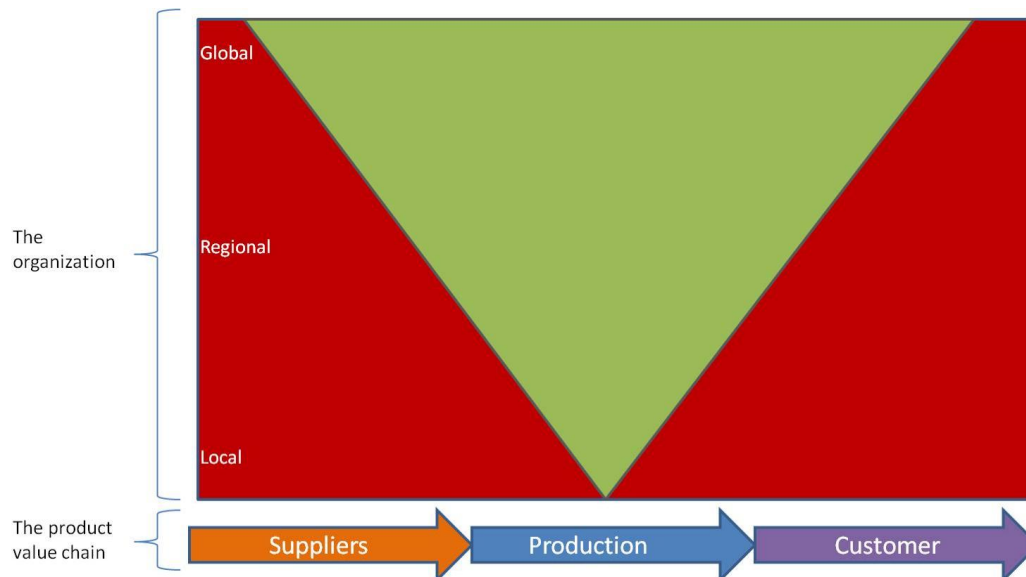 Global
The
organization
Regional
Local
The product
value chain
Suppliers
Production
Customer